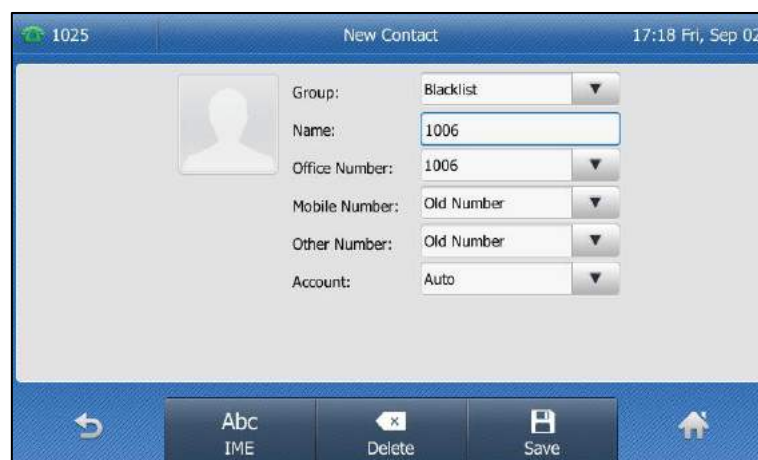 1025 New Contact 17:18 Fri, Sep 02
Group: Blacklist
Name: 1006
Office Number: 1006
Mobile Number: Old Number
Other Number: Old Number
Account: Auto
Abc
IME Delete Save